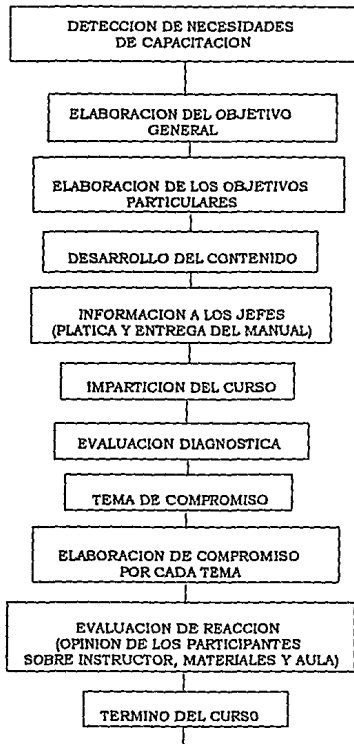 DETECCION DE NECESIDADES
DE CAPACITACION
ELABORACION DEL OBJETIVO
GENERAL
ELABORACION DE LOS OBJETIVOS
PARTICULARES
DESARROLLO DEL CONTENIDO
INFORMACION A LOS JEFES
(PLATICA Y ENTREGA DEL MANUAL)
IMPARTICION DEL CURSO
EVALUACION DIAGNOSTICA
TEMA DE COMPROMISO
ELABORACION DE COMPROMISO
POR CADA TEMA
EVALUACION DE REACCION
(OPINION DE LOS PARTICIPANTES
SOBRE INSTRUCTOR, MATERIALES Y AULA)
TERMINO DEL CURSO